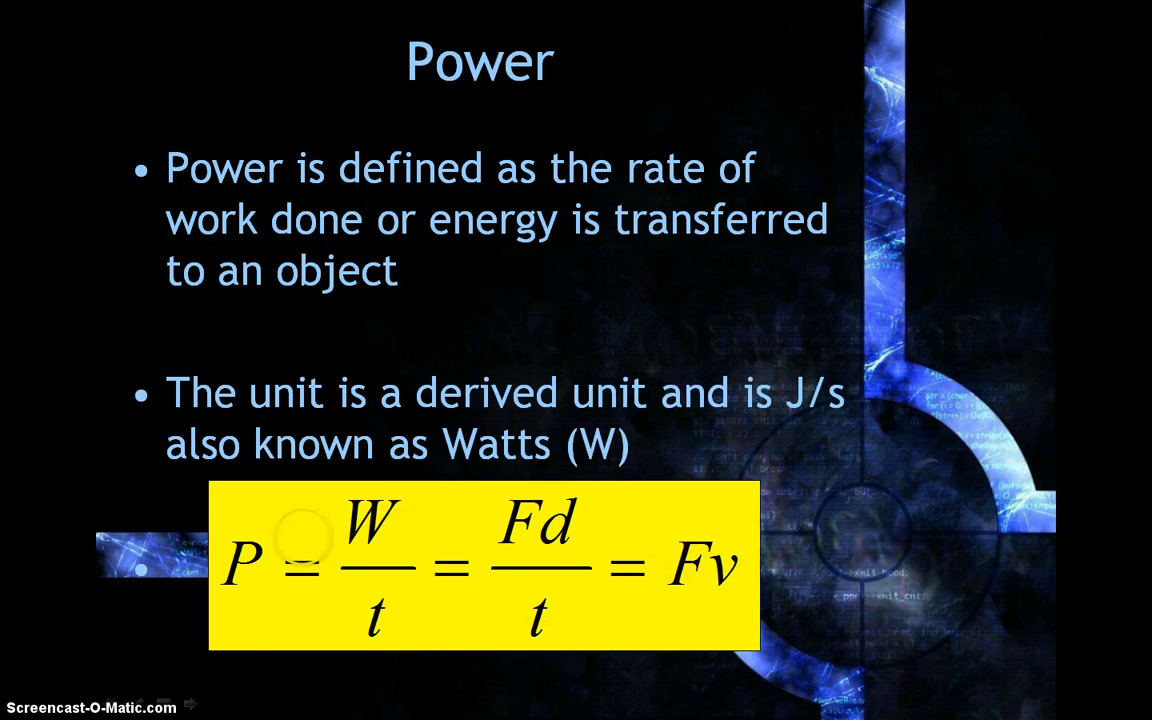 Power
• Power is defined as the rate of
work done or energy is transferred
to an object
• The unit is a derived unit and is J/s
also known as Watts (W)
P = W/t = Fd/t = Fv
Screencast-O-Matic.com